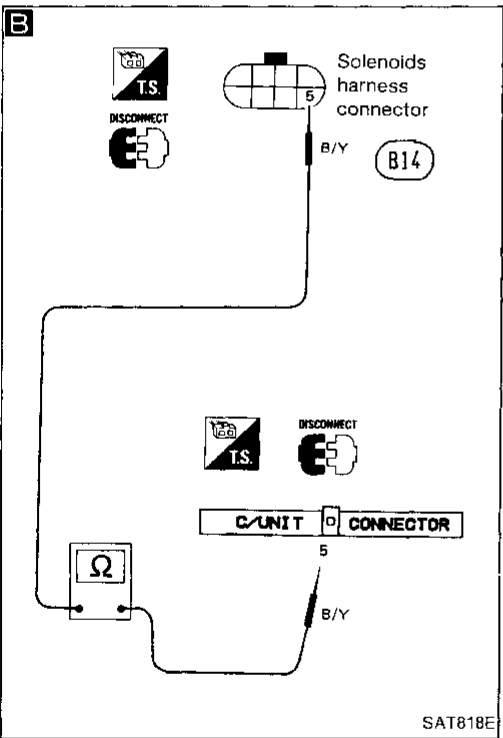 B
T.S.
DISCONNECT
5
Solenoids
harness
connector
B/Y
B14
T.S.
DISCONNECT
C/UNIT CONNECTOR
5
Ω
B/Y
SAT818E